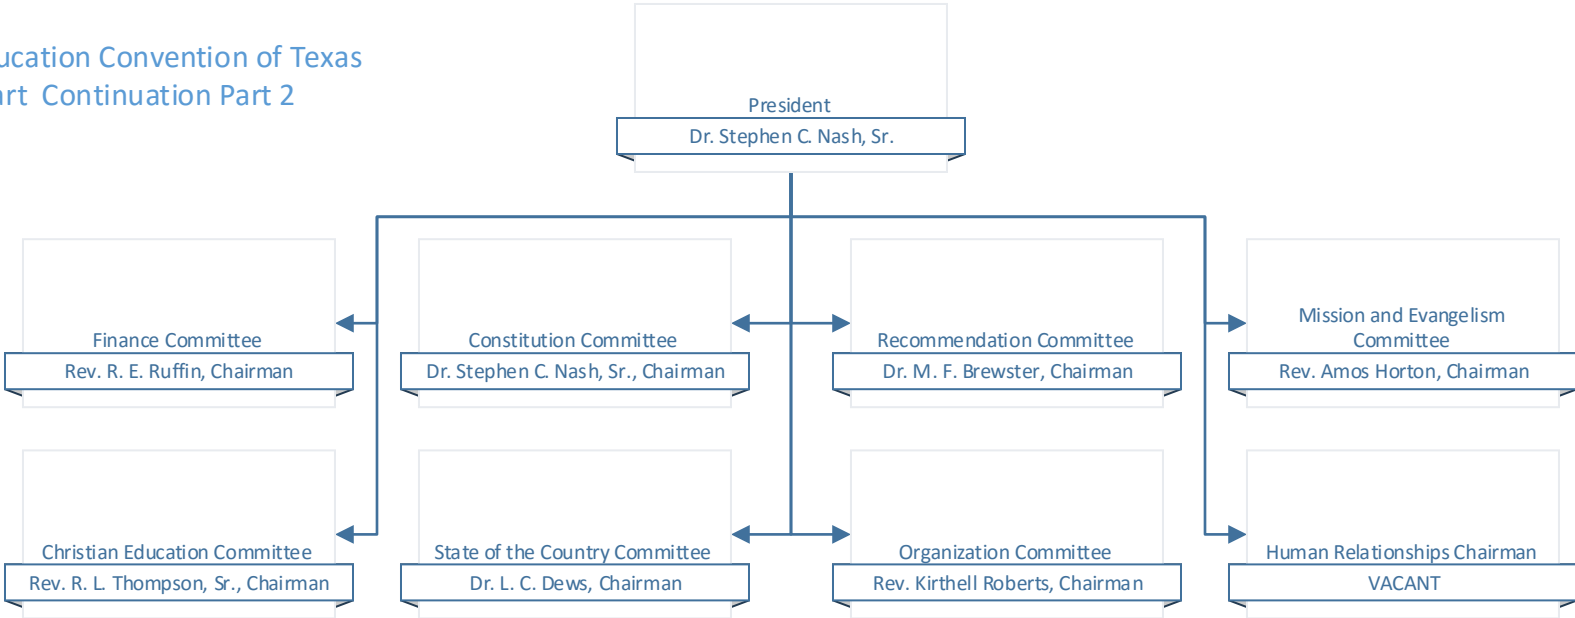 Education Convention of Texas
Chart Continuation Part 2
President
Dr. Stephen C. Nash, Sr.
Finance Committee
Rev. R. E. Ruffin, Chairman
Constitution Committee
Dr. Stephen C. Nash, Sr., Chairman
Recommendation Committee
Dr. M. F. Brewster, Chairman
Mission and Evangelism
Committee
Rev. Amos Horton, Chairman
Christian Education Committee
Rev. R. L. Thompson, Sr., Chairman
State of the Country Committee
Dr. L. C. Dews, Chairman
Organization Committee
Rev. Kirthell Roberts, Chairman
Human Relationships Chairman
VACANT